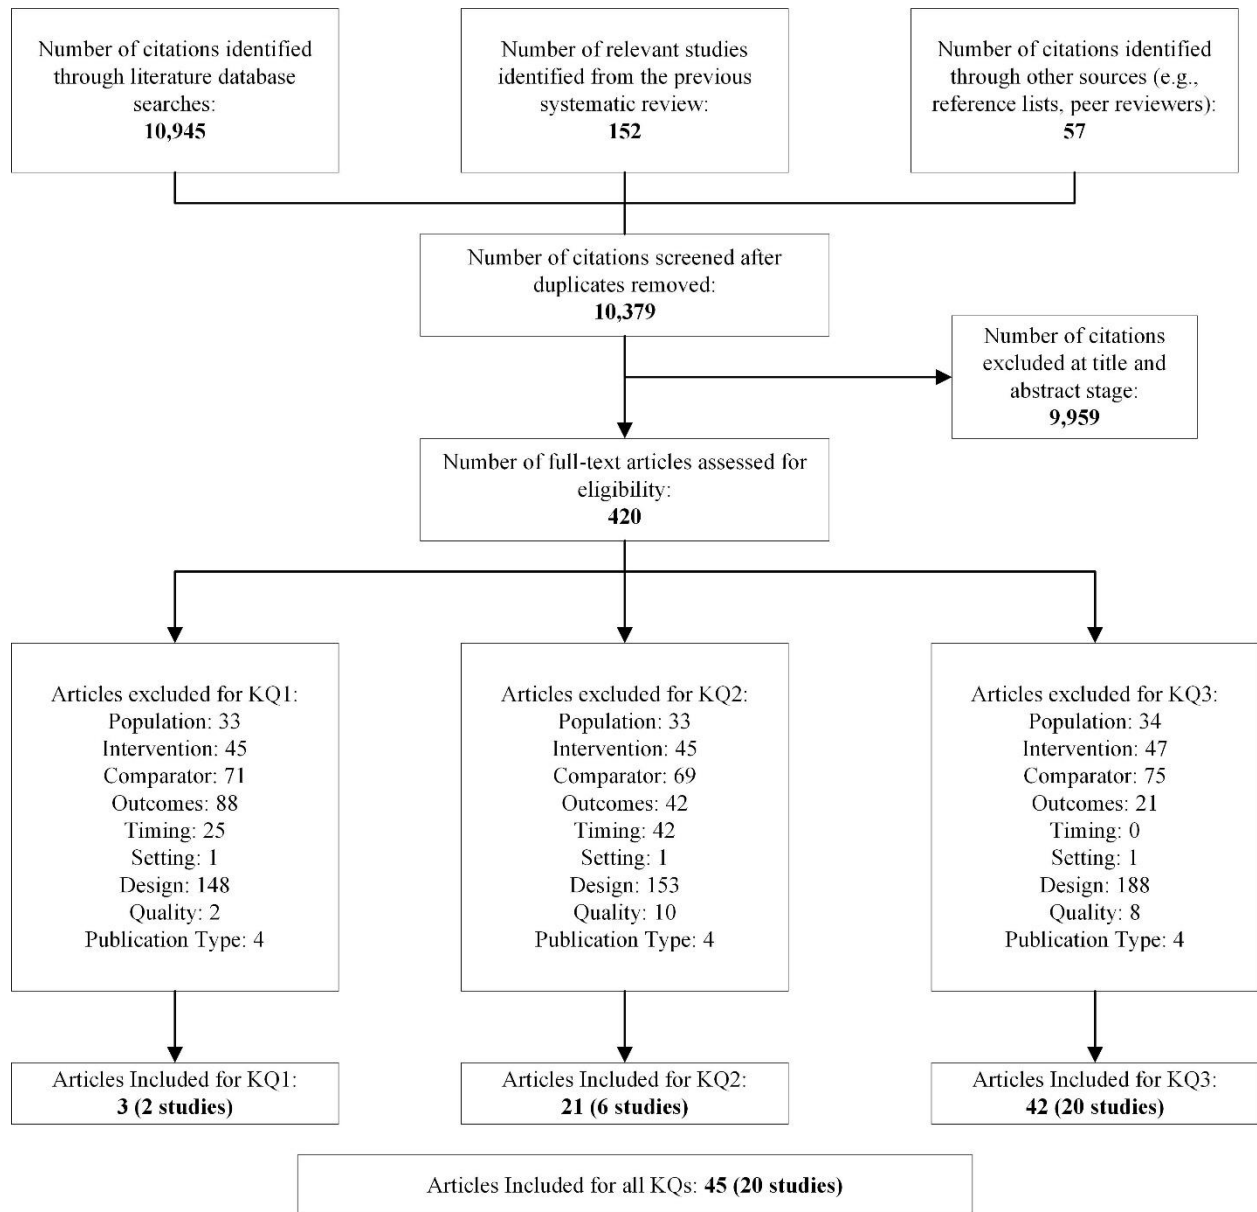 Number of citations identified
through literature database
searches:
10,945
Number of relevant studies
identified from the previous
systematic review:
152
Number of citations identified
through other sources (e.g.,
reference lists, peer reviewers):
57
Number of citations screened after
duplicates removed:
10,379
Number of citations
excluded at title and
abstract stage:
9,959
Number of full-text articles assessed for
eligibility:
420
Articles excluded for KQ1:
Population: 33
Intervention: 45
Comparator: 71
Outcomes: 88
Timing: 25
Setting: 1
Design: 148
Quality: 2
Publication Type: 4
Articles excluded for KQ2:
Population: 33
Intervention: 45
Comparator: 69
Outcomes: 42
Timing: 42
Setting: 1
Design: 153
Quality: 10
Publication Type: 4
Articles excluded for KQ3:
Population: 34
Intervention: 47
Comparator: 75
Outcomes: 21
Timing: 0
Setting: 1
Design: 188
Quality: 8
Publication Type: 4
Articles Included for KQ1:
3 (2 studies)
Articles Included for KQ2:
21 (6 studies)
Articles Included for KQ3:
42 (20 studies)
Articles Included for all KQs: 45 (20 studies)